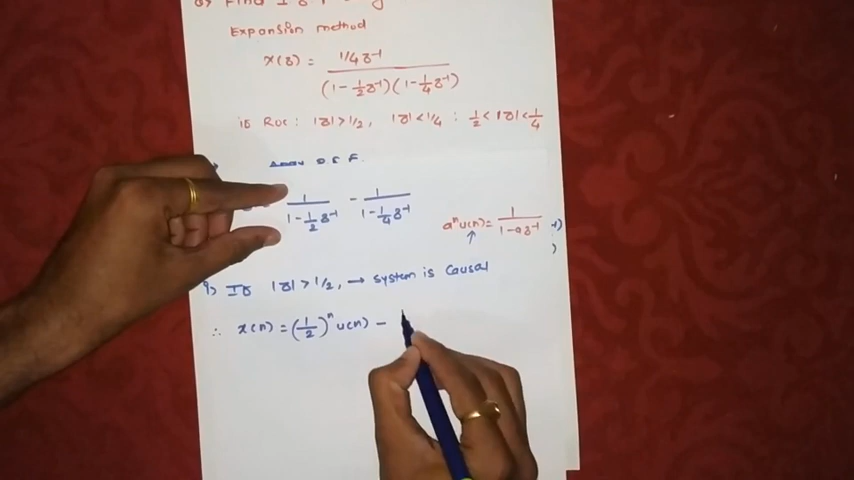 Expansion method
x(z) = 1/4 z⁻¹ / (1 - 1/2 z⁻¹)(1 - 1/4 z⁻¹)
if ROC : |z| > 1/2, |z| < 1/4 : 1/2 < |z| < 1/4
1 / (1 - 1/2 z⁻¹) - 1 / (1 - 1/4 z⁻¹)
aⁿ u(n) = 1 / (1 - a z⁻¹)
If |z| > 1/2, → system is causal
∴ x(n) = (1/2)ⁿ u(n) -